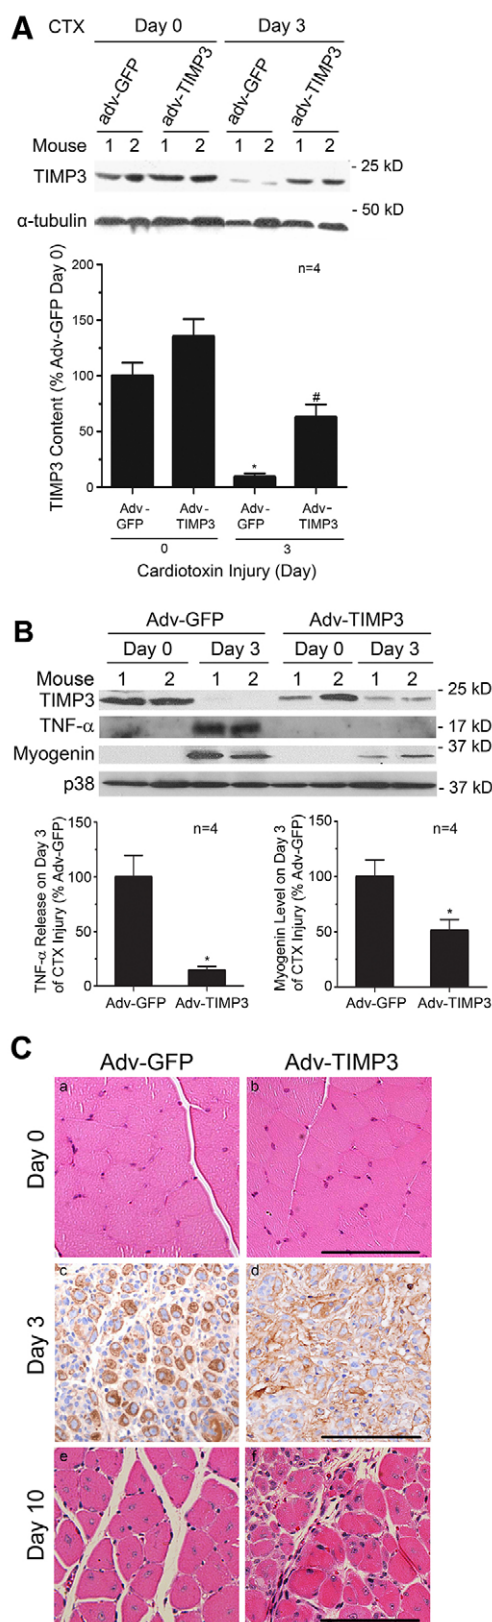 A
CTX Day 0 Day 3
adv-GFP adv-TIMP3 adv-GFP adv-TIMP3
Mouse 1 2 1 2 1 2 1 2
TIMP3 - 25 kD
α-tubulin - 50 kD
n=4
TIMP3 Content (% Adv-GFP Day 0)
200
150
100
50
0
* #
Adv-GFP Adv-TIMP3 Adv-GFP Adv-TIMP3
0 3
Cardiotoxin Injury (Day)
B
Adv-GFP Adv-TIMP3
Day 0 Day 3 Day 0 Day 3
Mouse 1 2 1 2 1 2 1 2
TIMP3 - 25 kD
TNF-α - 17 kD
Myogenin - 37 kD
p38 - 37 kD
TNF-α Release on Day 3
of CTX Injury (% Adv-GFP)
150
100
50
0
n=4
*
Adv-GFP Adv-TIMP3
Myogenin Level on Day 3
of CTX Injury (% Adv-GFP)
150
100
50
0
n=4
*
Adv-GFP Adv-TIMP3
C
Adv-GFP Adv-TIMP3
Day 0
a b
Day 3
c d
Day 10
e f